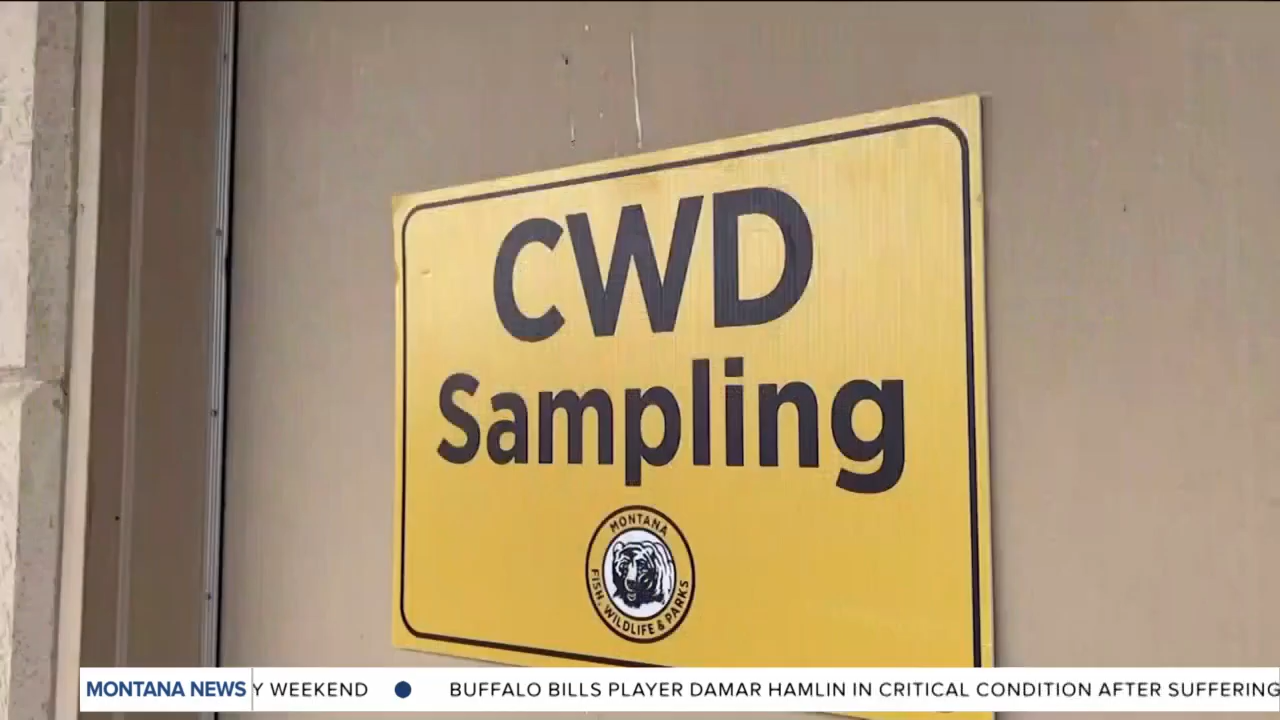 CWD
Sampling
MONTANA
FISH, WILDLIFE & PARKS
MONTANA NEWS Y WEEKEND ● BUFFALO BILLS PLAYER DAMAR HAMLIN IN CRITICAL CONDITION AFTER SUFFERING